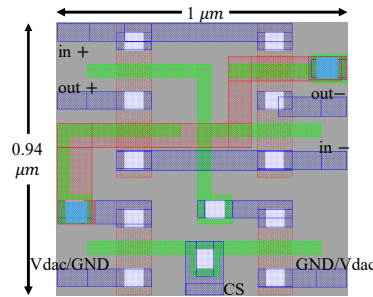 1 μm
in +
out +
out−
0.94
μm
in −
Vdac/GND
GND/Vdac
CS